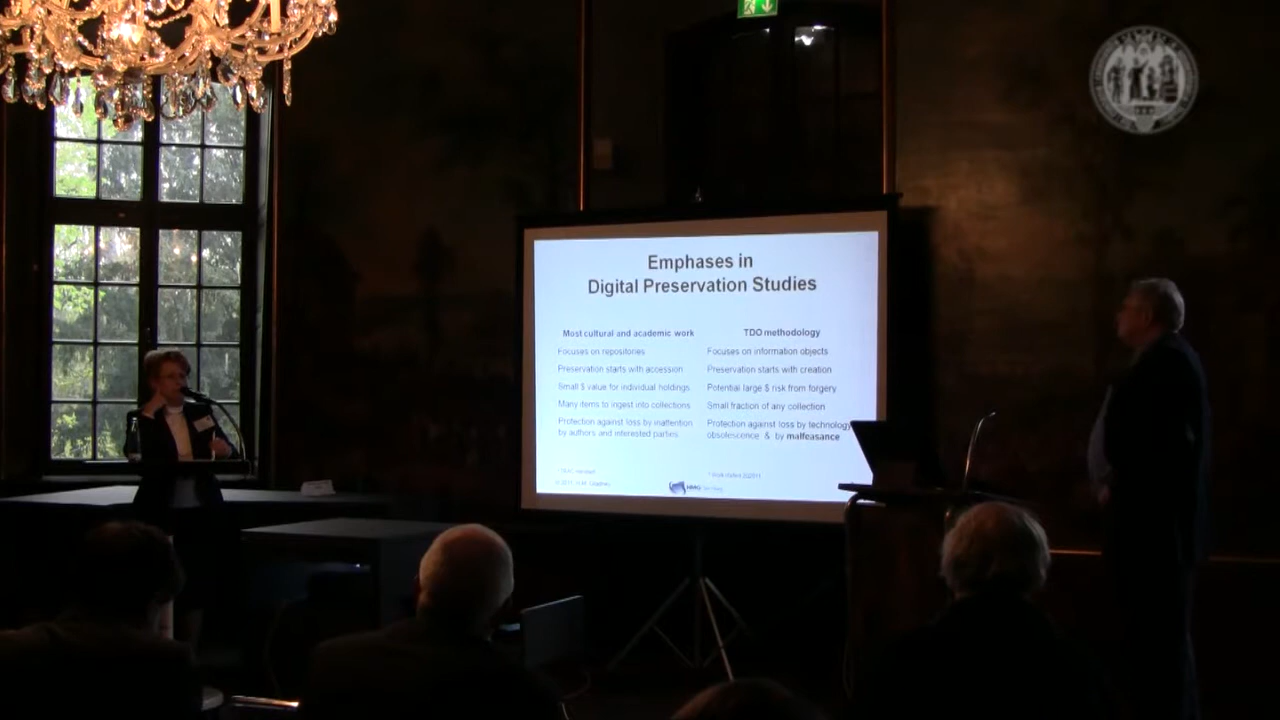 Emphases in
Digital Preservation Studies
Most cultural and academic work
Focuses on repositories
Preservation starts with accession
Small $ value for individual holdings
Many items to ingest into collections
Protection against loss by inattention
by authors and interested parties
TDO methodology
Focuses on information objects
Preservation starts with creation
Potential large $ risk from forgery
Small fraction of any collection
Protection against loss by technology
obsolescence & by malfeasance